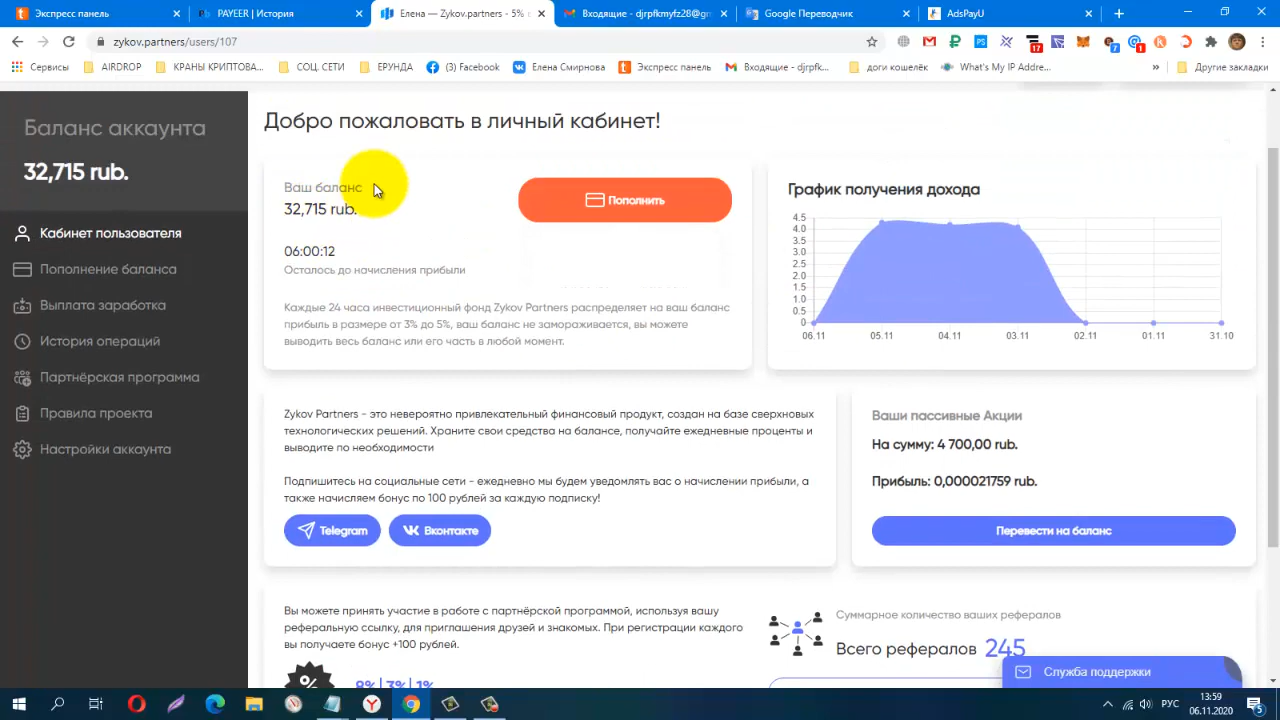 Экспресс панель
PAYEER | История
Елена — Zykov.partners - 5%
Входящие - djrpfkmyfz28@gm
Google Переводчик
AdsPayU
zykov.partners/users/107
Сервисы
AIRDROP
КРАНЫ КРИПТОВА...
СОЦ. СЕТИ
ЕРУНДА
(3) Facebook
Елена Смирнова
Экспресс панель
Входящие - djrpfk...
доги кошелёк
What's My IP Addre...
»
Другие закладки
Баланс аккаунта
32,715 rub.
Кабинет пользователя
Пополнение баланса
Выплата заработка
История операций
Партнёрская программа
Правила проекта
Настройки аккаунта
Добро пожаловать в личный кабинет!
Ваш баланс
32,715 rub.
Пополнить
06:00:12
Осталось до начисления прибыли
Каждые 24 часа инвестиционный фонд Zykov Partners распределяет на ваш баланс
прибыль в размере от 3% до 5%, ваш баланс не замораживается, вы можете
выводить весь баланс или его часть в любой момент.
График получения дохода
4.5
4.0
3.5
3.0
2.5
2.0
1.5
1.0
0.5
0
06.11 05.11 04.11 03.11 02.11 01.11 31.10
Zykov Partners - это невероятно привлекательный финансовый продукт, создан на базе сверхновых
технологических решений. Храните свои средства на балансе, получайте ежедневные проценты и
выводите по необходимости
Подпишитесь на социальные сети - ежедневно мы будем уведомлять вас о начислении прибыли, а
также начисляем бонус по 100 рублей за каждую подписку!
Telegram
Вконтакте
Ваши пассивные Акции
На сумму: 4 700,00 rub.
Прибыль: 0,000021759 rub.
Перевести на баланс
Вы можете принять участие в работе с партнёрской программой, используя вашу
реферальную ссылку, для приглашения друзей и знакомых. При регистрации каждого
вы получаете бонус +100 рублей.
8% | 3% | 1%
Суммарное количество ваших рефералов
Всего рефералов 245
Служба поддержки
РУС
13:59
06.11.2020